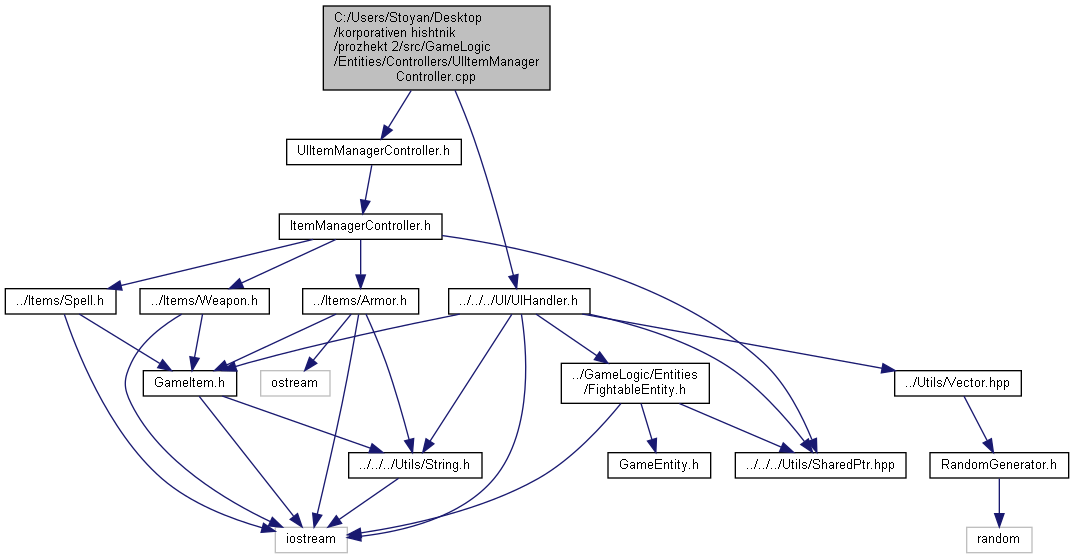 C:/Users/Stoyan/Desktop
/korporativen hishtnik
/prozhekt 2/src/GameLogic
/Entities/Controllers/UIItemManager
Controller.cpp
UIItemManagerController.h
ItemManagerController.h
../Items/Spell.h
../Items/Weapon.h
../Items/Armor.h
../../../UI/UIHandler.h
GameItem.h
ostream
../GameLogic/Entities
/FightableEntity.h
../Utils/Vector.hpp
../../../Utils/String.h
GameEntity.h
../../../Utils/SharedPtr.hpp
RandomGenerator.h
iostream
random